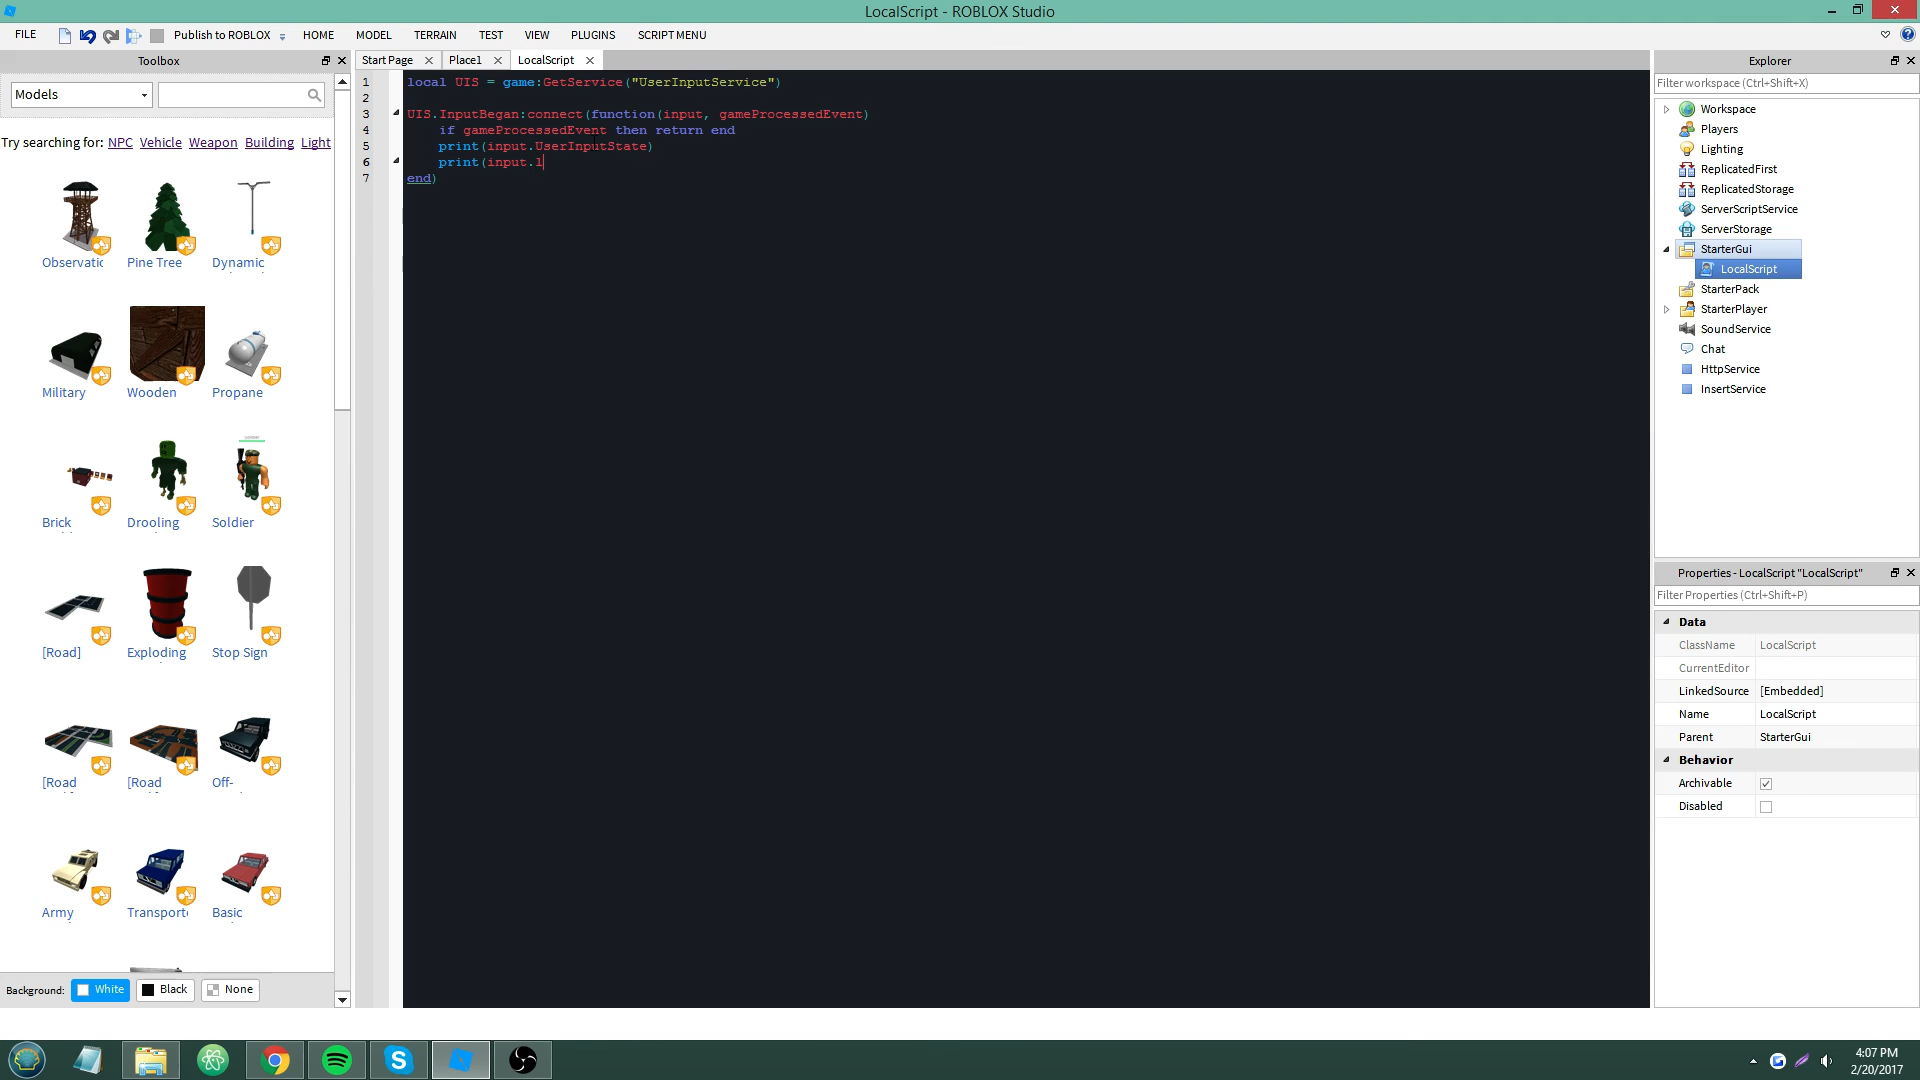 LocalScript - ROBLOX Studio
FILE
Publish to ROBLOX
HOME
MODEL
TERRAIN
TEST
VIEW
PLUGINS
SCRIPT MENU
Toolbox
Models
Try searching for: NPC Vehicle Weapon Building Light
Observatic
Pine Tree
Dynamic
Military
Wooden
Propane
Brick
Drooling
Soldier
[Road]
Exploding
Stop Sign
[Road
[Road
Off-
Army
Transport
Basic
Background: White Black None
Start Page
Place1
LocalScript
1 local UIS = game:GetService("UserInputService")
2
3 UIS.InputBegan:connect(function(input, gameProcessedEvent)
4 if gameProcessedEvent then return end
5 print(input.UserInputState)
6 print(input.l
7 end)
Explorer
Filter workspace (Ctrl+Shift+X)
Workspace
Players
Lighting
ReplicatedFirst
ReplicatedStorage
ServerScriptService
ServerStorage
StarterGui
LocalScript
StarterPack
StarterPlayer
SoundService
Chat
HttpService
InsertService
Properties - LocalScript "LocalScript"
Filter Properties (Ctrl+Shift+P)
Data
ClassName LocalScript
CurrentEditor
LinkedSource [Embedded]
Name LocalScript
Parent StarterGui
Behavior
Archivable
Disabled
4:07 PM
2/20/2017